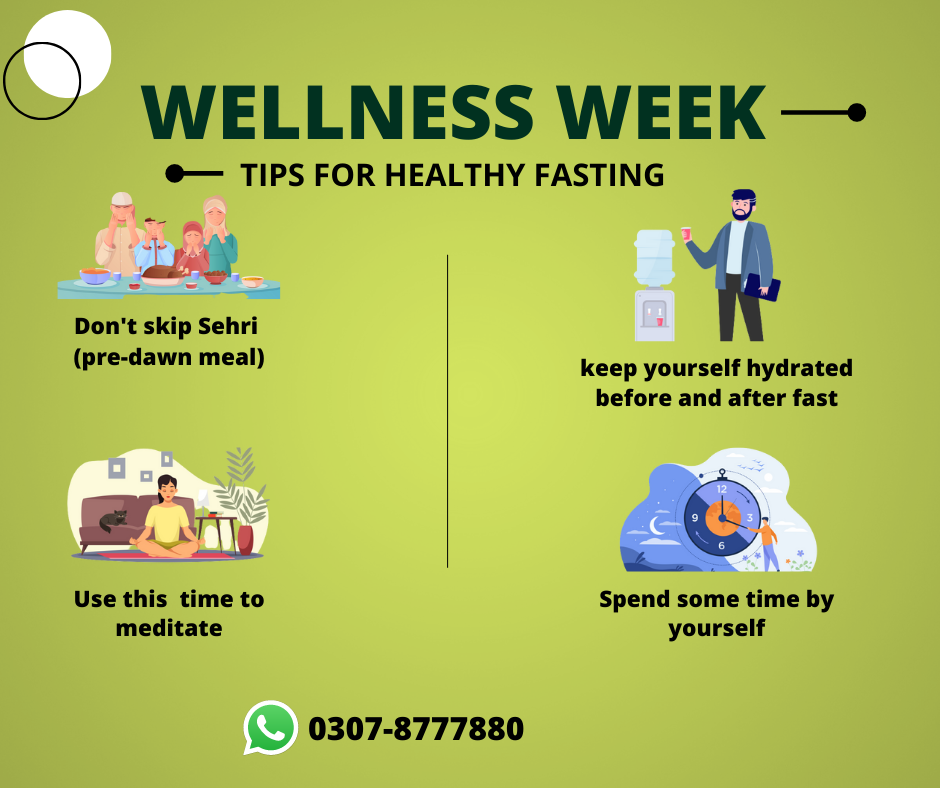 WELLNESS WEEK
TIPS FOR HEALTHY FASTING
Don't skip Sehri
(pre-dawn meal)
keep yourself hydrated
before and after fast
12
3
6
9
Use this  time to
meditate
Spend some time by
yourself
0307-8777880